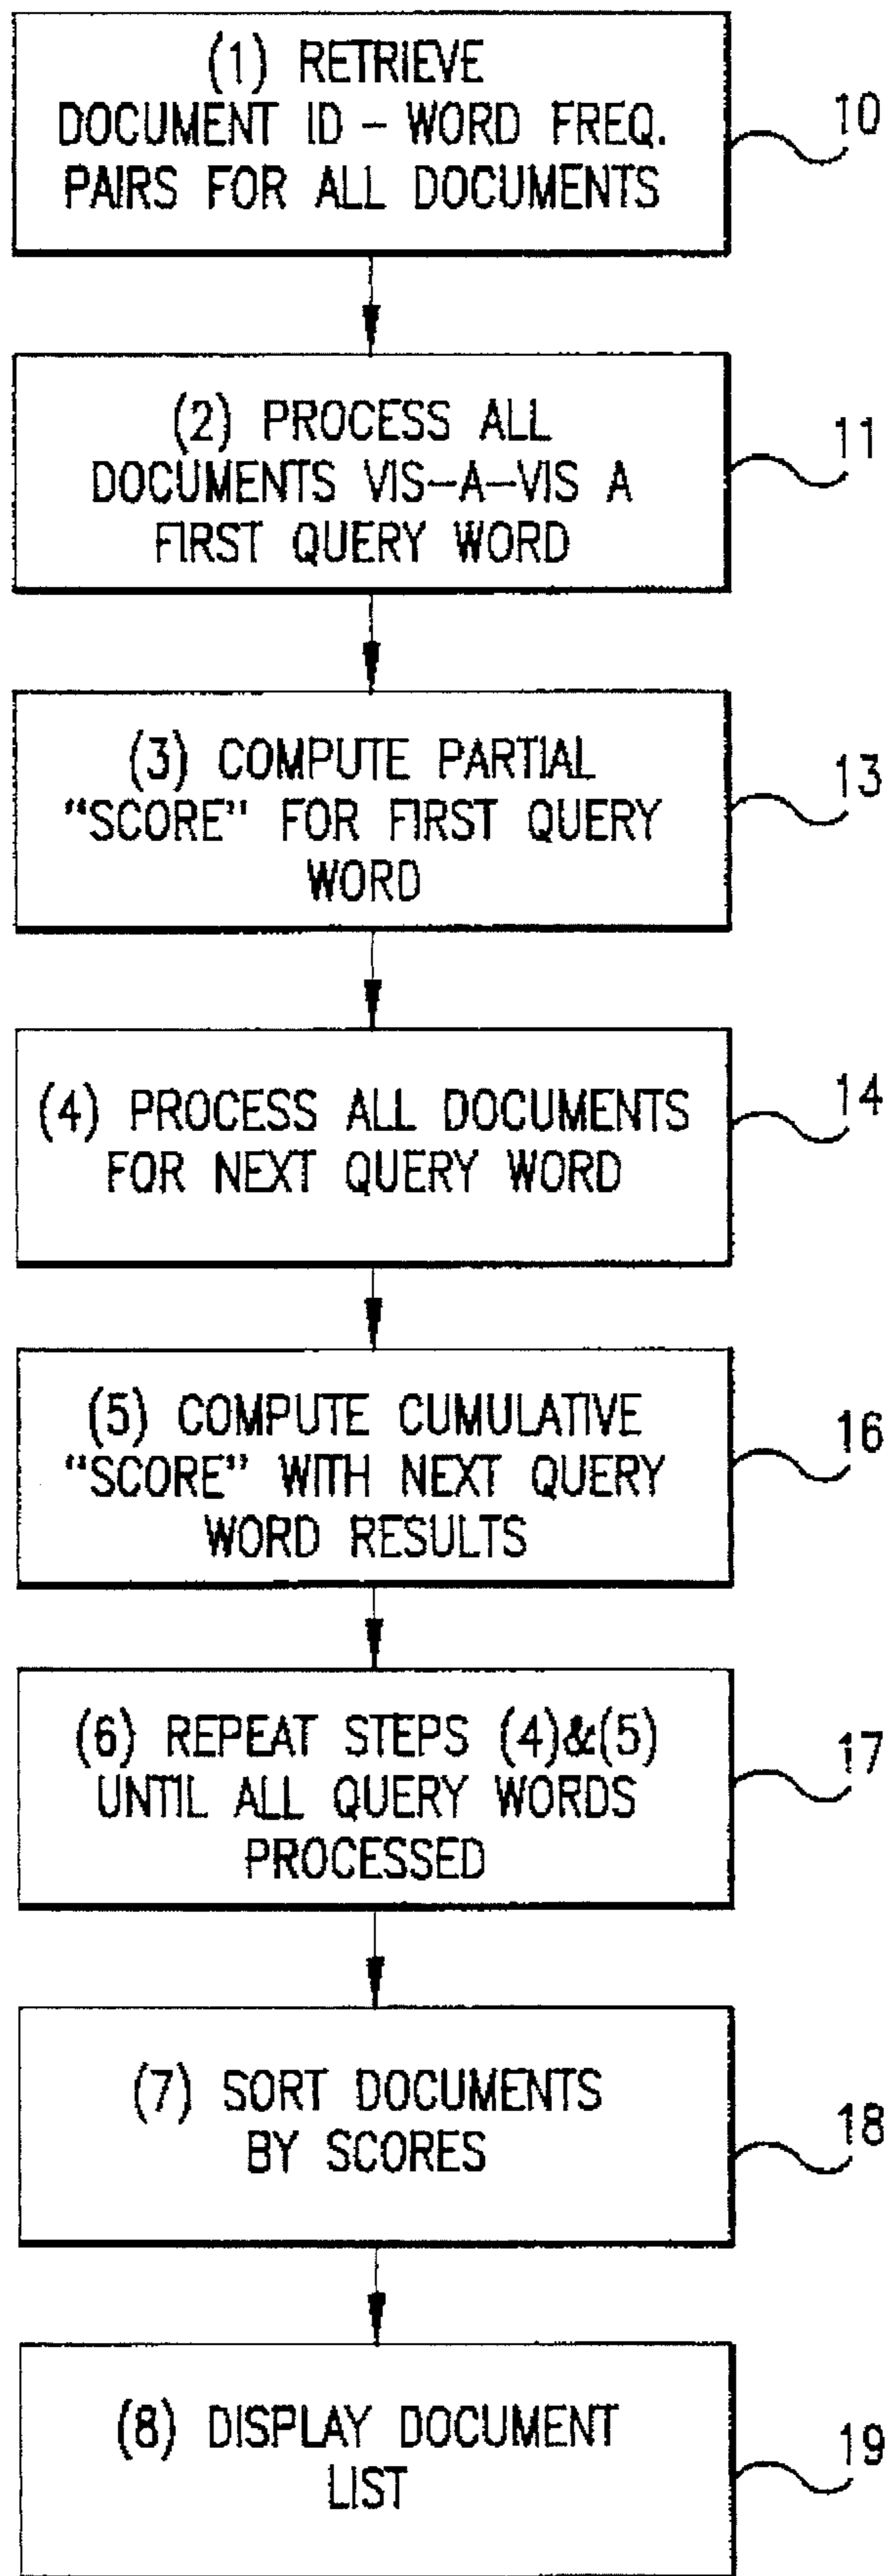 (1) RETRIEVE
DOCUMENT ID - WORD FREQ.
PAIRS FOR ALL DOCUMENTS
10
(2) PROCESS ALL
DOCUMENTS VIS-A-VIS A
FIRST QUERY WORD
11
(3) COMPUTE PARTIAL
"SCORE" FOR FIRST QUERY
WORD
13
(4) PROCESS ALL DOCUMENTS
FOR NEXT QUERY WORD
14
(5) COMPUTE CUMULATIVE
"SCORE" WITH NEXT QUERY
WORD RESULTS
16
(6) REPEAT STEPS (4)&(5)
UNTIL ALL QUERY WORDS
PROCESSED
17
(7) SORT DOCUMENTS
BY SCORES
18
(8) DISPLAY DOCUMENT
LIST
19